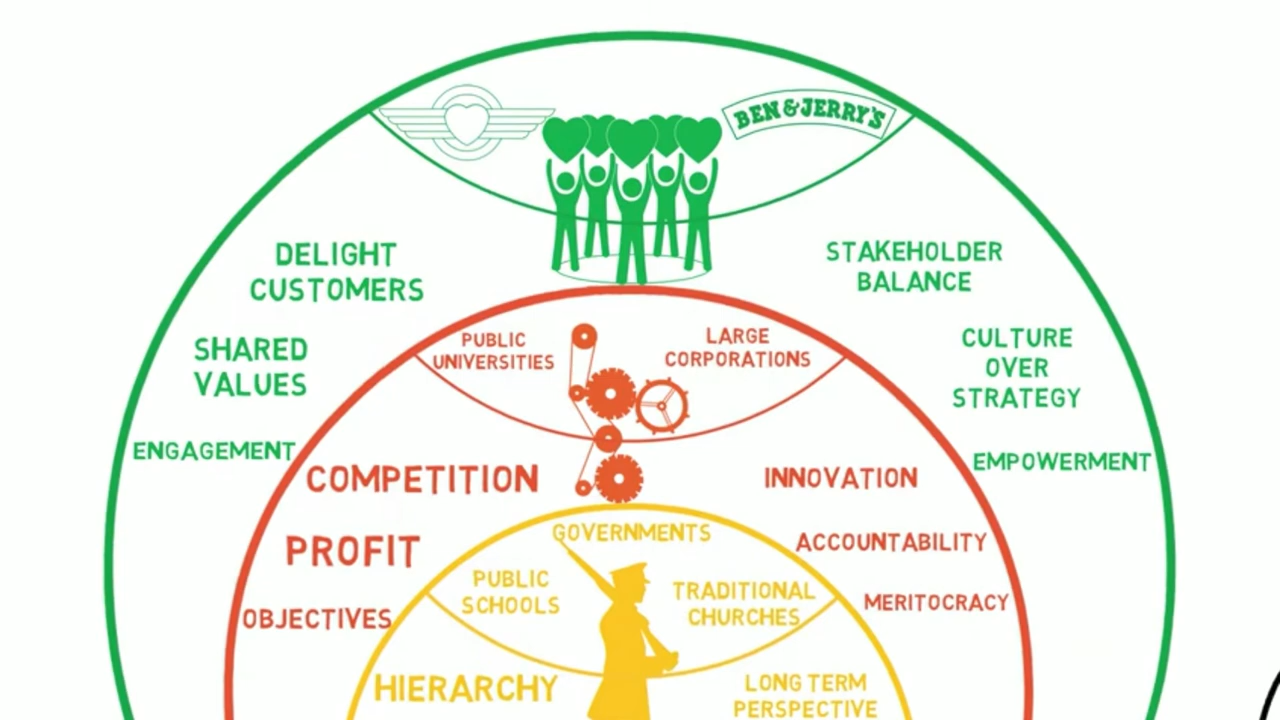 BEN & JERRY'S
DELIGHT
CUSTOMERS
STAKEHOLDER
BALANCE
SHARED
VALUES
CULTURE
OVER
STRATEGY
ENGAGEMENT
EMPOWERMENT
PUBLIC
UNIVERSITIES
LARGE
CORPORATIONS
COMPETITION
INNOVATION
PROFIT
ACCOUNTABILITY
OBJECTIVES
MERITOCRACY
GOVERNMENTS
PUBLIC
SCHOOLS
TRADITIONAL
CHURCHES
HIERARCHY
LONG TERM
PERSPECTIVE